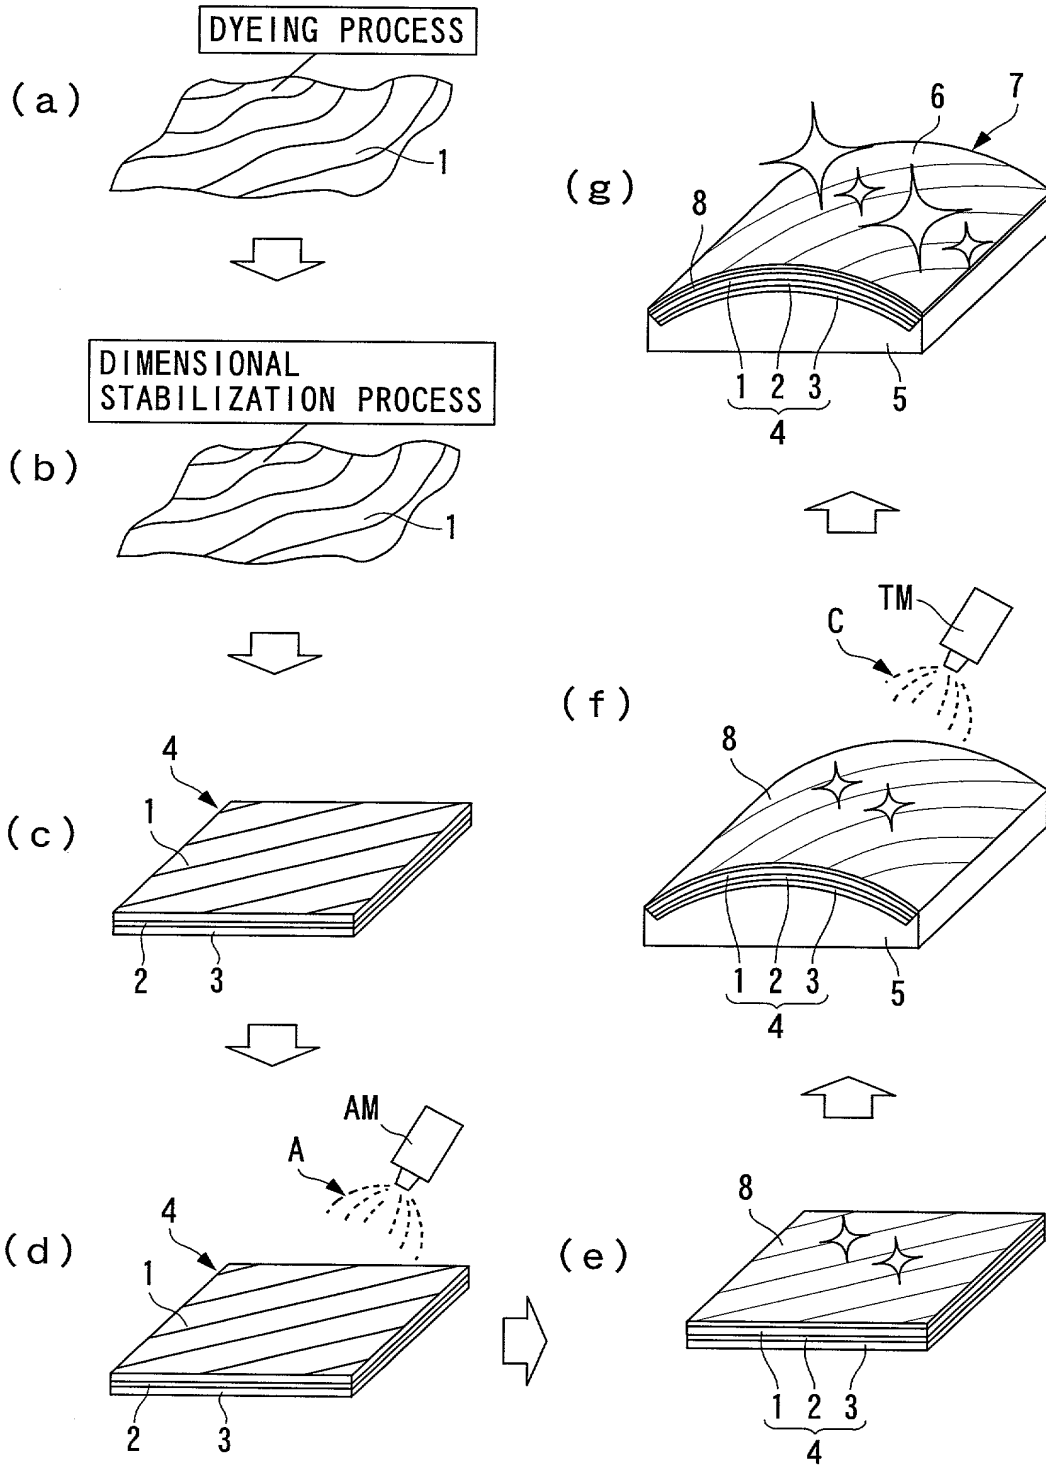 DYEING PROCESS
(a)
1
DIMENSIONAL
STABILIZATION PROCESS
(b)
1
4
1
(c)
2 3
AM
A
4
(d)
1
2 3
8
(e)
1 2 3
4
TM
C
(f)
8
1 2 3 5
4
6 7
(g)
8
1 2 3 5
4